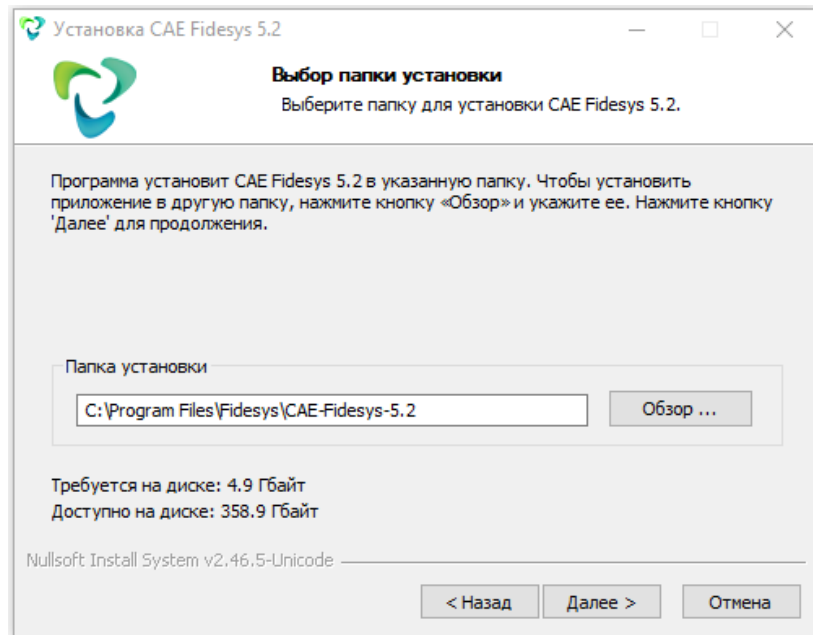 Установка CAE Fidesys 5.2
Выбор папки установки
Выберите папку для установки CAE Fidesys 5.2.
Программа установит CAE Fidesys 5.2 в указанную папку. Чтобы установить
приложение в другую папку, нажмите кнопку «Обзор» и укажите ее. Нажмите кнопку
'Далее' для продолжения.
Папка установки
C:\Program Files\Fidesys\CAE-Fidesys-5.2
Обзор ...
Требуется на диске: 4.9 Гбайт
Доступно на диске: 358.9 Гбайт
Nullsoft Install System v2.46.5-Unicode
< Назад
Далее >
Отмена